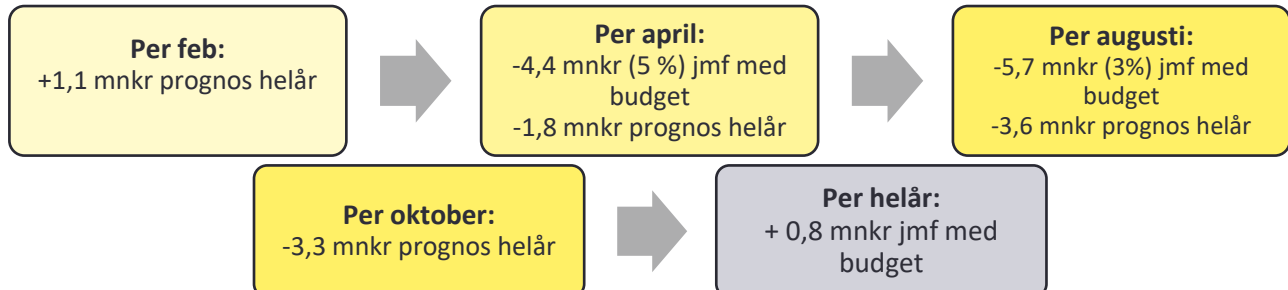 Per feb:
+1,1 mnkr prognos helår
Per april:
-4,4 mnkr (5 %) jmf med
budget
-1,8 mnkr prognos helår
Per augusti:
-5,7 mnkr (3%) jmf med
budget
-3,6 mnkr prognos helår
Per oktober:
-3,3 mnkr prognos helår
Per helår:
+ 0,8 mnkr jmf med
budget